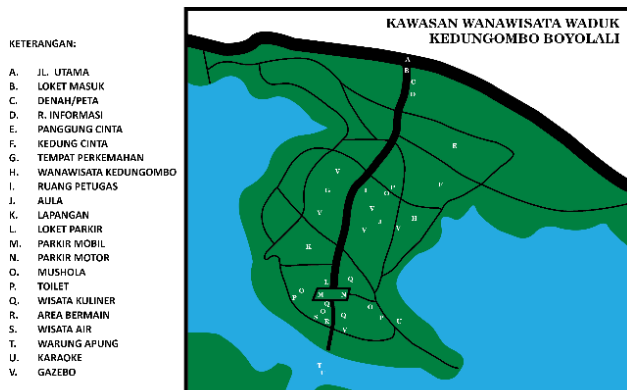 KAWASAN WANAWISATA WADUK
KEDUNGOMBO BOYOLALI
KETERANGAN:
A. JL. UTAMA
B. LOKET MASUK
C. DENAH/PETA
D. R. INFORMASI
E. PANGGUNG CINTA
F. KEDUNG CINTA
G. TEMPAT PERKEMAHAN
H. WANAWISATA KEDUNGOMBO
I. RUANG PETUGAS
J. AULA
K. LAPANGAN
L. LOKET PARKIR
M. PARKIR MOBIL
N. PARKIR MOTOR
O. MUSHOLA
P. TOILET
Q. WISATA KULINER
R. AREA BERMAIN
S. WISATA AIR
T. WARUNG APUNG
U. KARAOKE
V. GAZEBO
A
B
C
D
E
V
G I P
O
F
V V
J V H
V
K
L Q
O
P M N
Q O
O
S R Q P U
V
T